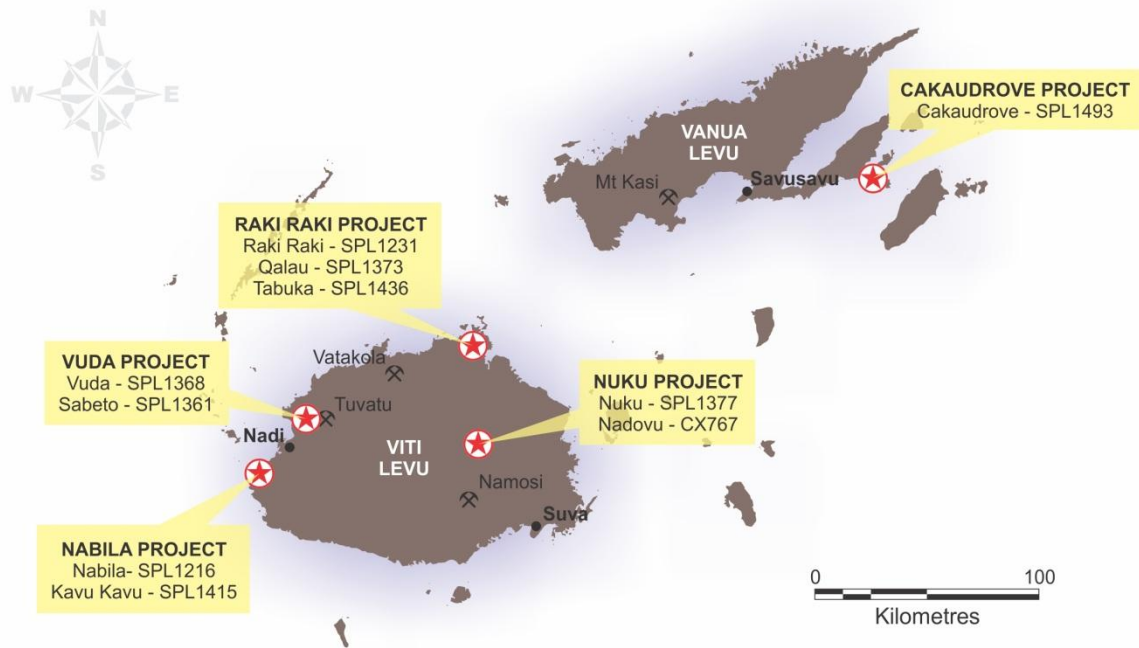 N
W
E
S
CAKAUDROVE PROJECT
Cakaudrove - SPL1493
VANUA
LEVU
Mt Kasi
Savusavu
RAKI RAKI PROJECT
Raki Raki - SPL1231
Qalau - SPL1373
Tabuka - SPL1436
VUDA PROJECT
Vuda - SPL1368
Sabeto - SPL1361
Vatakola
Tuvatu
NUKU PROJECT
Nuku - SPL1377
Nadovu - CX767
Nadi
VITI
LEVU
Namosi
Suva
NABILA PROJECT
Nabila- SPL1216
Kavu Kavu - SPL1415
0 100
Kilometres